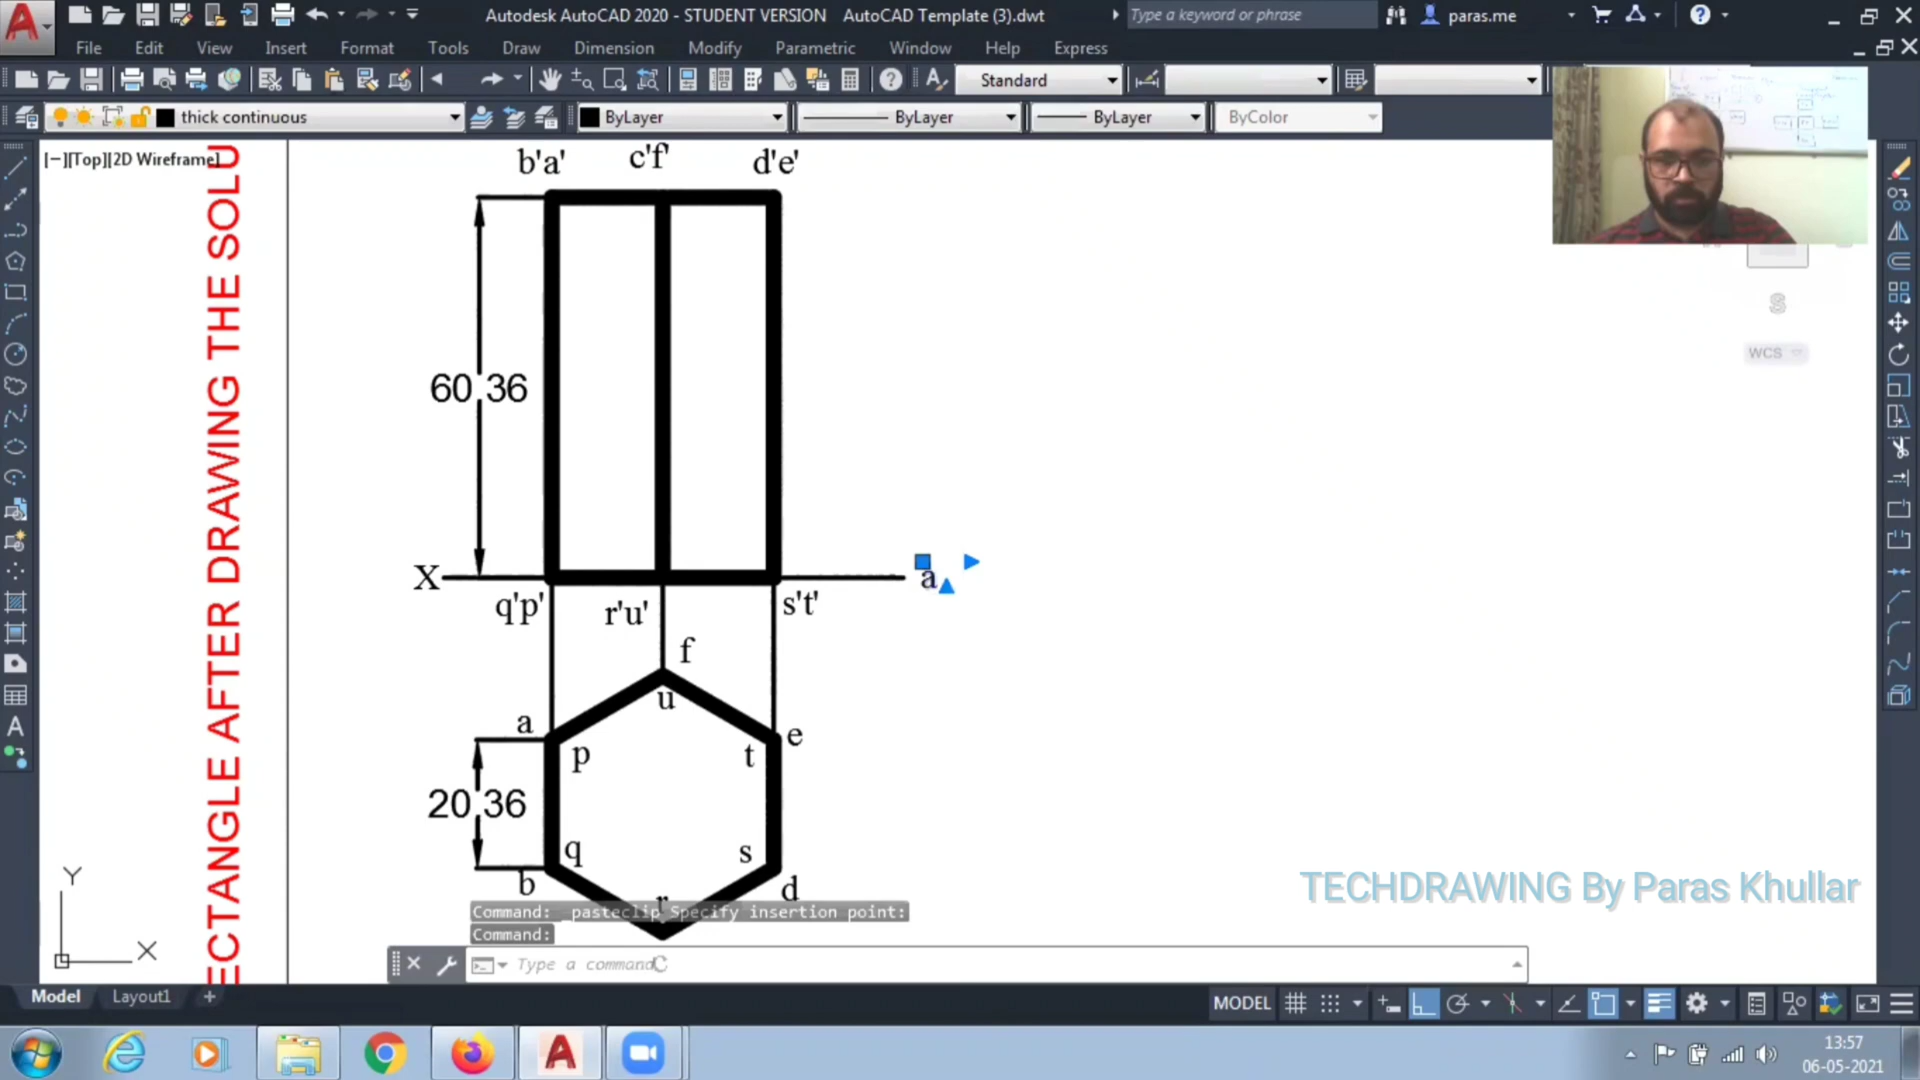 Autodesk AutoCAD 2020 - STUDENT VERSION AutoCAD Template (3).dwt
Type a keyword or phrase
paras.me
File Edit View Insert Format Tools Draw Dimension Modify Parametric Window Help Express
Standard
thick continuous
ByLayer
ByLayer
ByLayer
ByColor
[−][Top][2D Wireframe]
ECTANGLE AFTER DRAWING THE SOLU
b'a' c'f' d'e'
S
WCS
60.36
X
a
q'p' r'u' s't'
f
u
a
e
p
t
20.36
q
s
b
d
r
TECHDRAWING By Paras Khullar
Y
X
Command: _pasteclip Specify insertion point:
Command:
Type a command
C
Model Layout1 +
MODEL
13:57
06-05-2021